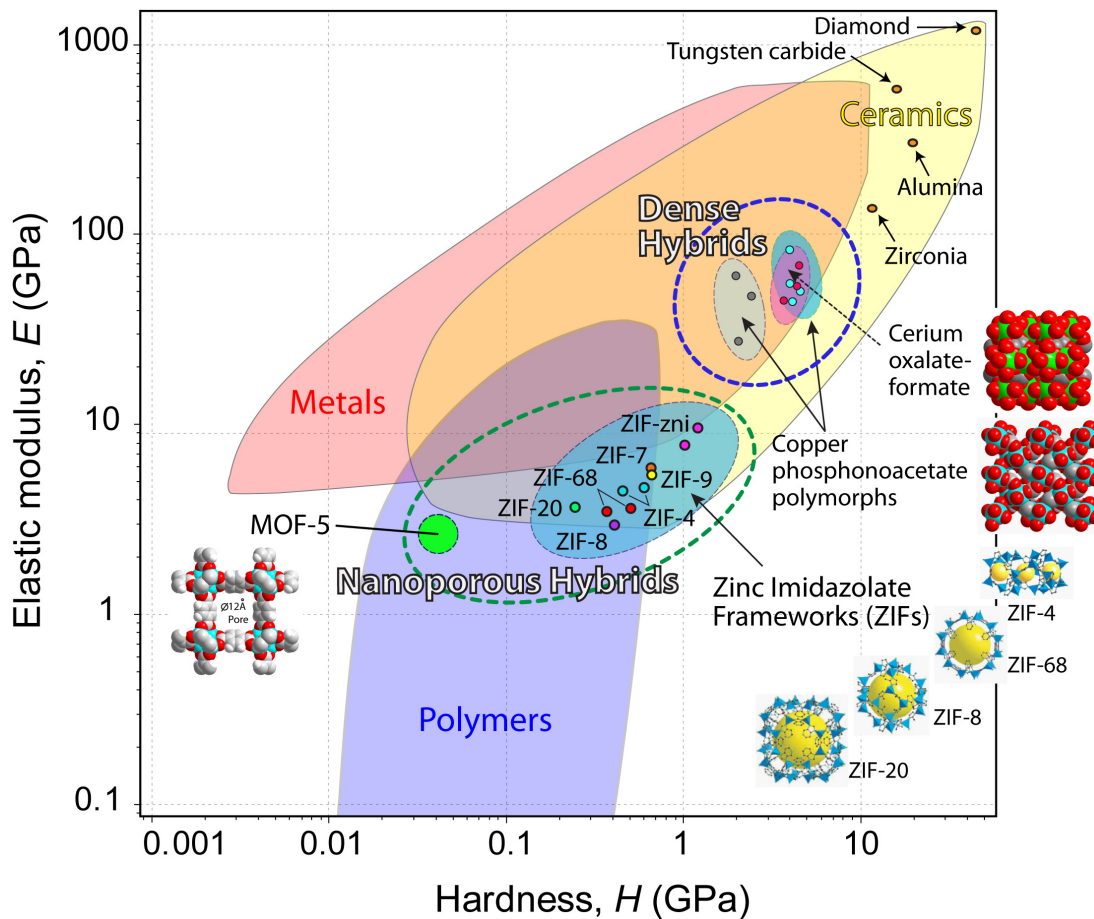 1000
100
10
1
0.1
Elastic modulus, E (GPa)
Diamond
Tungsten carbide
Ceramics
Alumina
Zirconia
Dense
Hybrids
Cerium
oxalate-
formate
Metals
Copper
phosphonoacetate
polymorphs
ZIF-zni
ZIF-7
ZIF-68
ZIF-9
ZIF-20
ZIF-4
ZIF-8
MOF-5
Nanoporous Hybrids
Zinc Imidazolate
Frameworks (ZIFs)
Ø12Å
Pore
Polymers
ZIF-4
ZIF-68
ZIF-8
ZIF-20
0.001
0.01
0.1
1
10
Hardness, H (GPa)